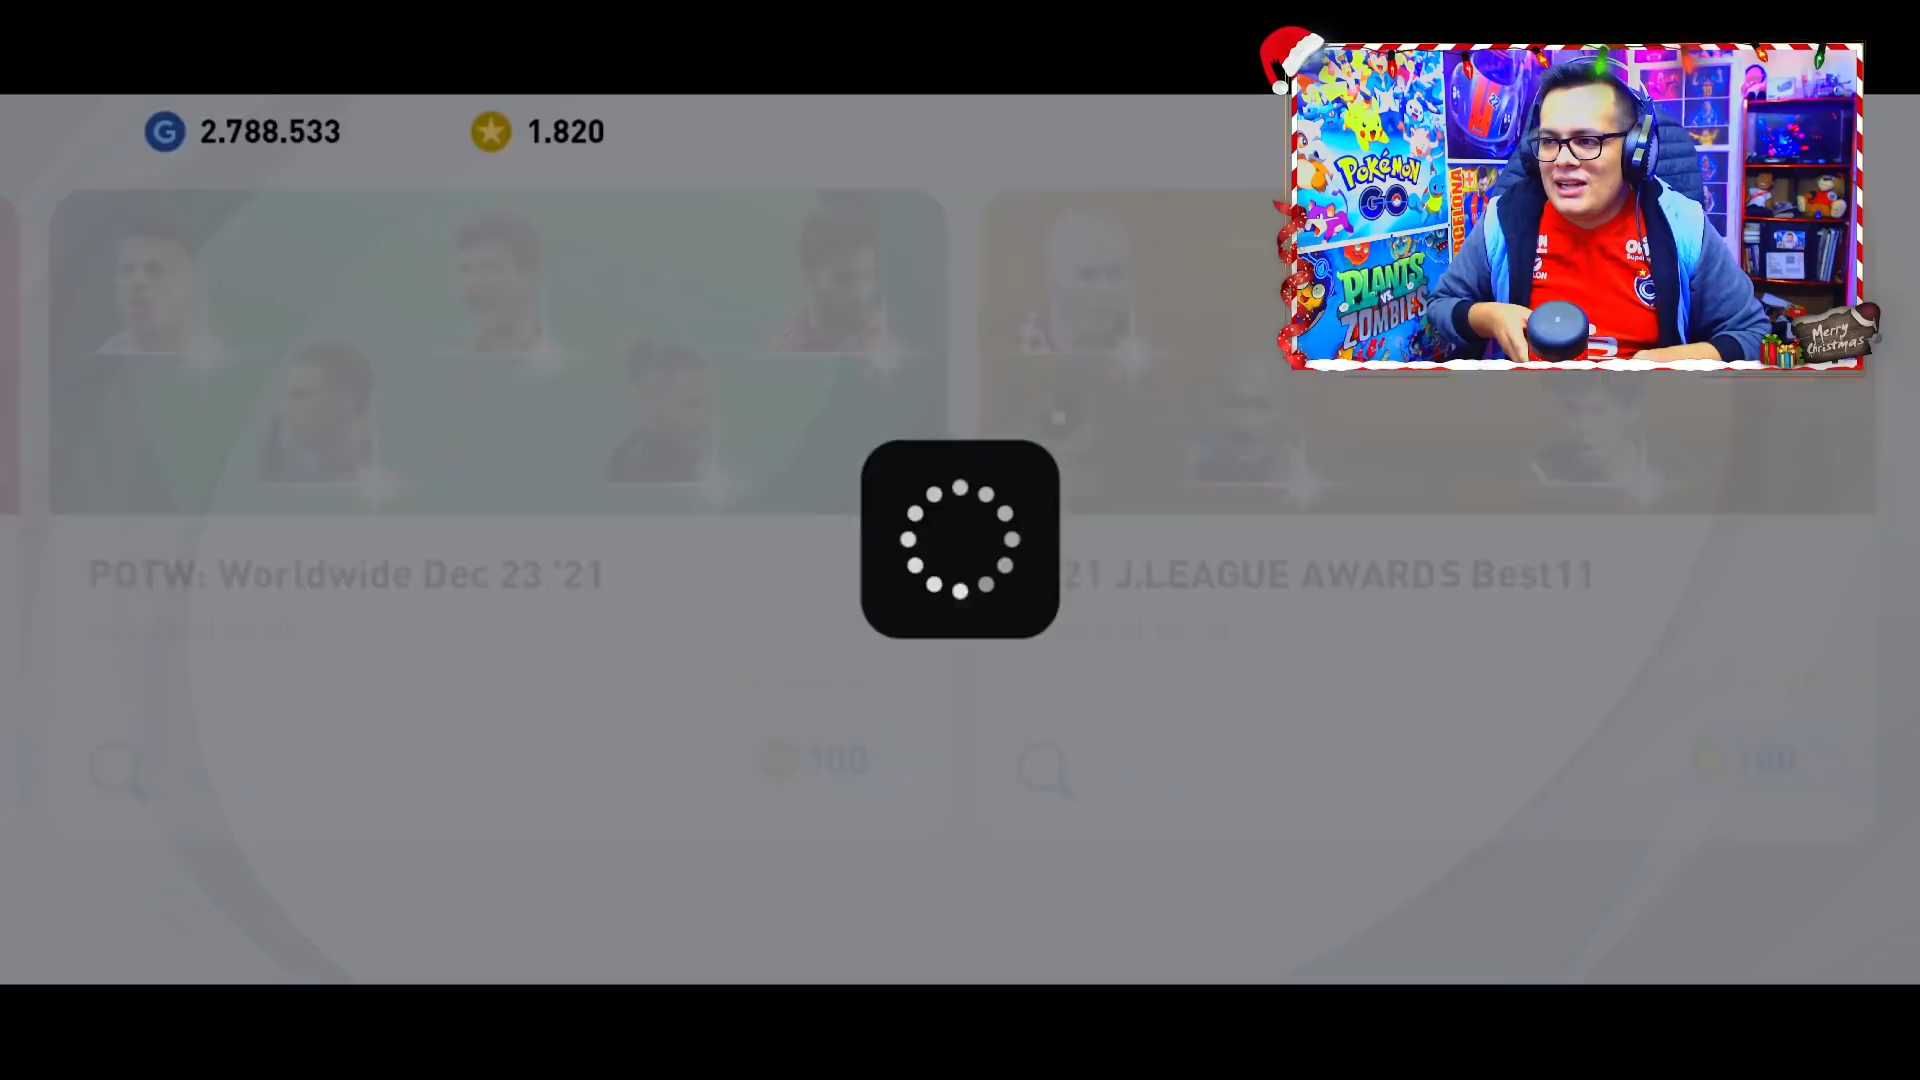 2.788.533
1.820
POTW: Worldwide Dec 23 '21
21 J.LEAGUE AWARDS Best11
100
100
POKÉMON
GO
PLANTS
VS.
ZOMBIES
RCELONA
Merry
Christmas